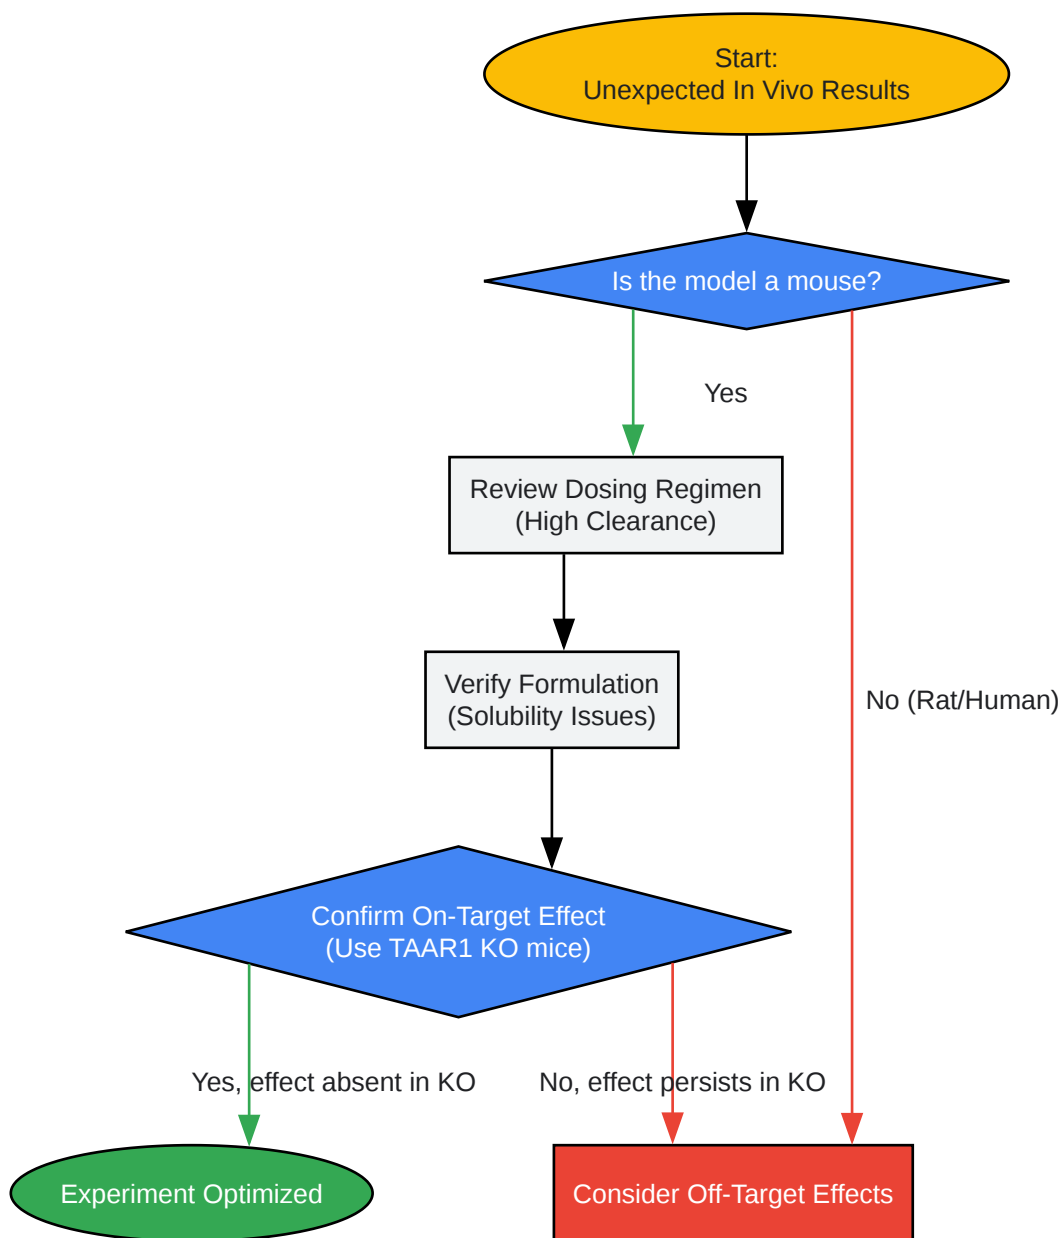 Start:
Unexpected In Vivo Results
Is the model a mouse?
Yes
Review Dosing Regimen
(High Clearance)
Verify Formulation
(Solubility Issues)
No (Rat/Human)
Confirm On-Target Effect
(Use TAAR1 KO mice)
Yes, effect absent in KO
No, effect persists in KO
Experiment Optimized
Consider Off-Target Effects